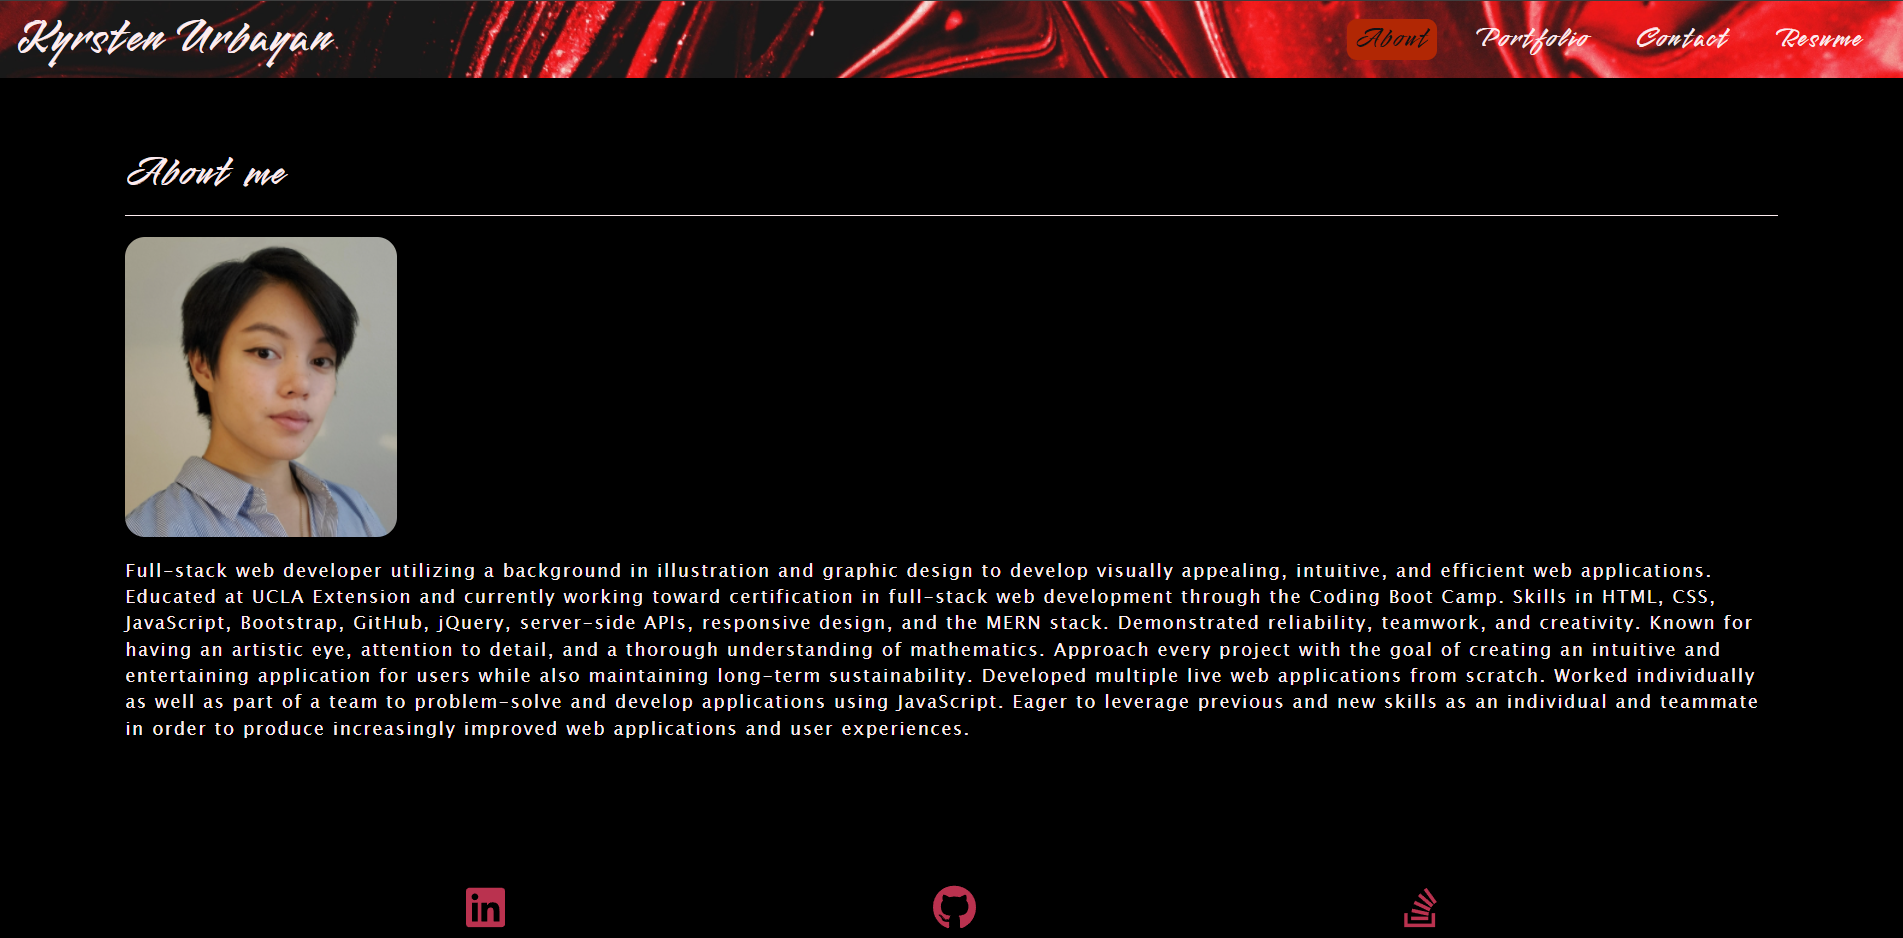 Kyrsten Urbayan
About
Portfolio
Contact
Resume
About me
Full-stack web developer utilizing a background in illustration and graphic design to develop visually appealing, intuitive, and efficient web applications.
Educated at UCLA Extension and currently working toward certification in full-stack web development through the Coding Boot Camp. Skills in HTML, CSS,
JavaScript, Bootstrap, GitHub, jQuery, server-side APIs, responsive design, and the MERN stack. Demonstrated reliability, teamwork, and creativity. Known for
having an artistic eye, attention to detail, and a thorough understanding of mathematics. Approach every project with the goal of creating an intuitive and
entertaining application for users while also maintaining long-term sustainability. Developed multiple live web applications from scratch. Worked individually
as well as part of a team to problem-solve and develop applications using JavaScript. Eager to leverage previous and new skills as an individual and teammate
in order to produce increasingly improved web applications and user experiences.
in